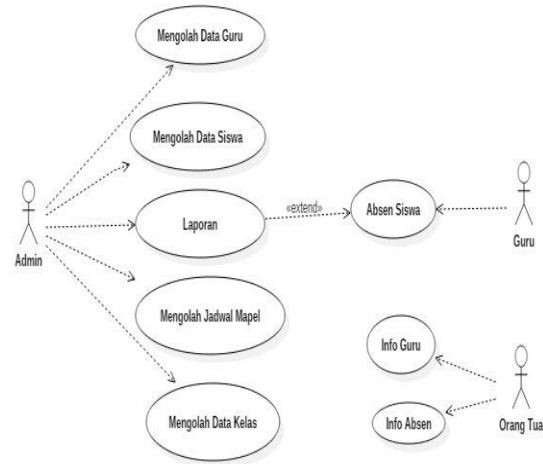 Mengolah Data Guru
Mengolah Data Siswa
Laporan
«extend»
Absen Siswa
Admin
Guru
Mengolah Jadwal Mapel
Info Guru
Mengolah Data Kelas
Info Absen
Orang Tua